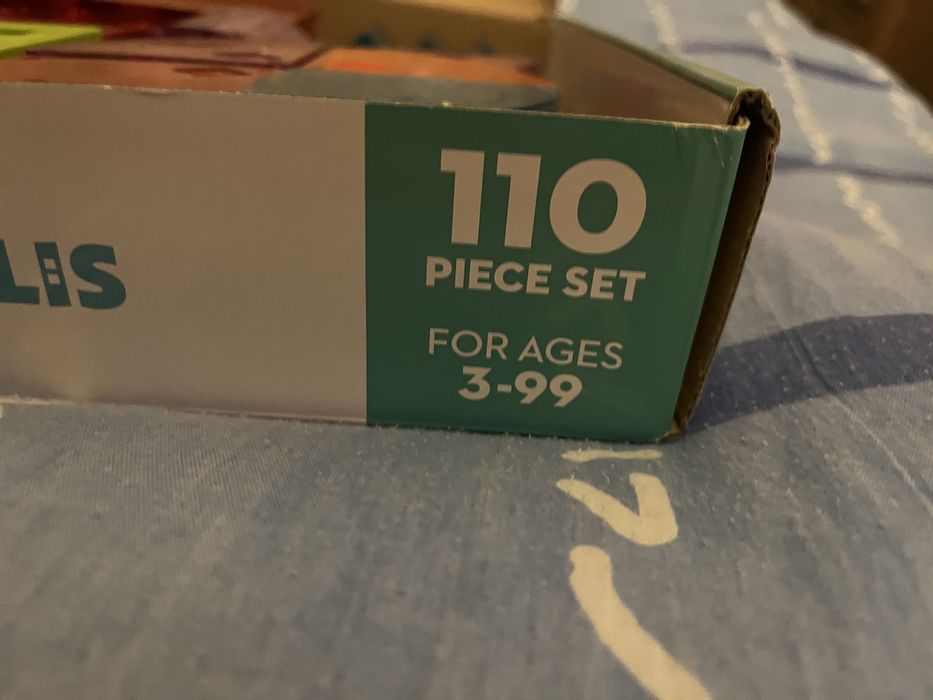 LIS
110
PIECE SET
FOR AGES
3-99